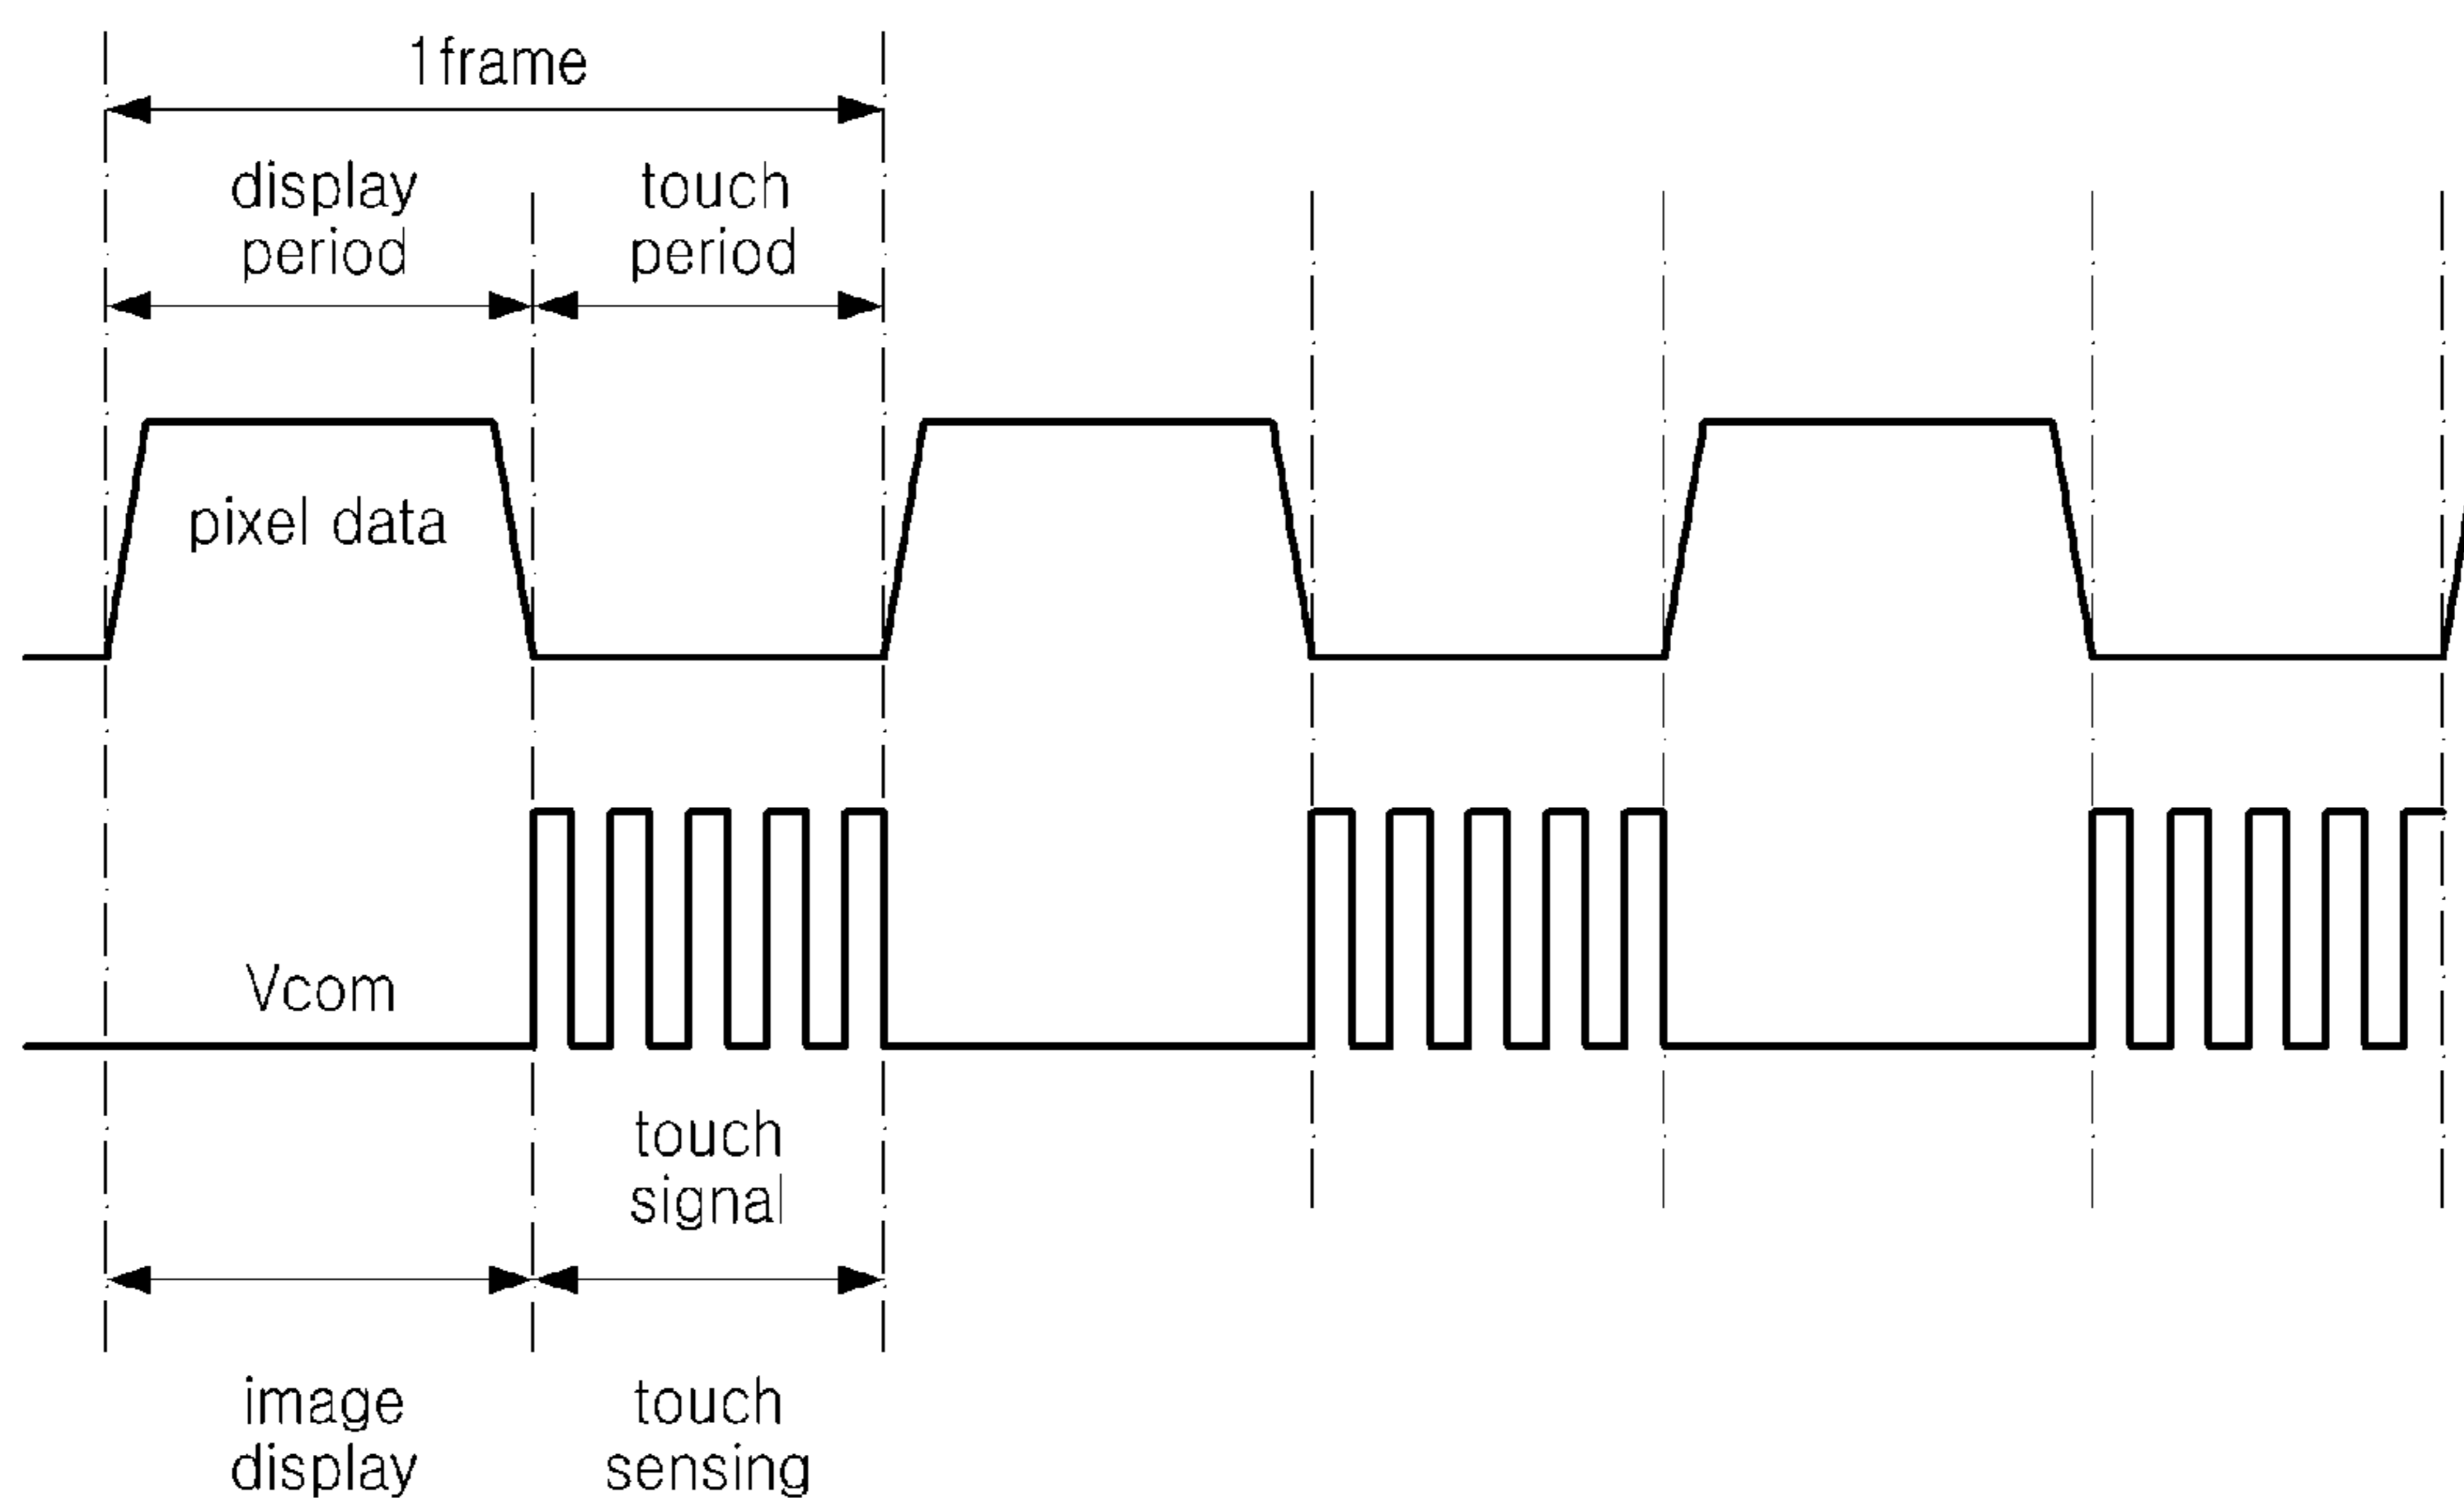 1frame
display
period
touch
period
pixel data
Vcom
touch
signal
image
display
touch
sensing